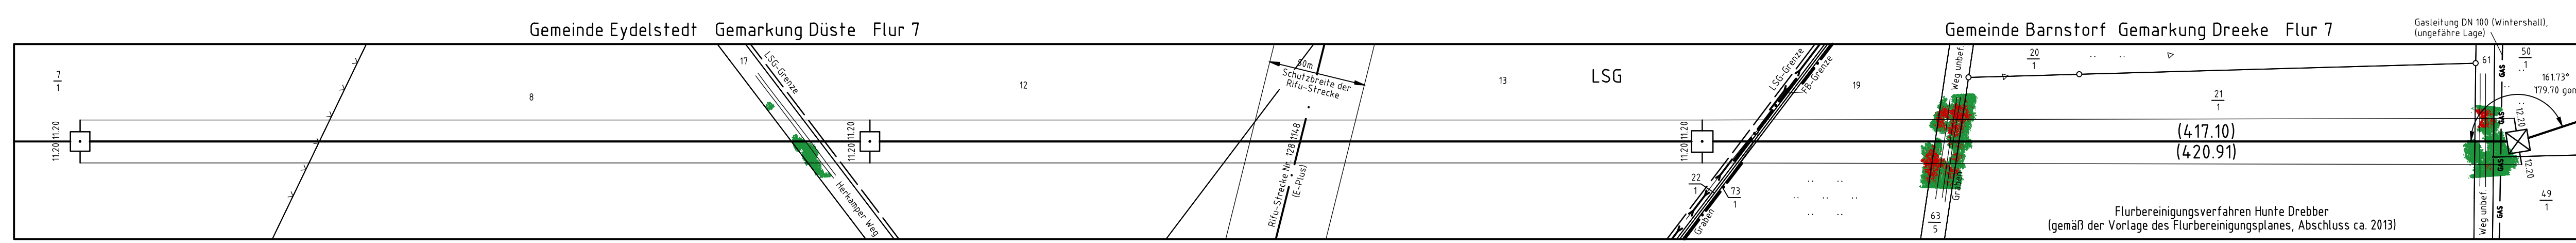 Gemeinde Eydelstedt Gemarkung Düste Flur 7
Gemeinde Barnstorf Gemarkung Dreeke Flur 7
Gasleitung DN 100 (Wintershall),
(ungefähre Lage)
7
1
11.20
11.20
8
17
LSG-Grenze
Herkamper Weg
11.20
11.20
12
80m
Schutzbreite der
Rifu-Strecke
Rifu-Strecke Nr. 12811148
(E-Plus)
13
LSG
11.20
11.20
LSG-Grenze
FB-Grenze
22
1
73
1
Graben
19
Weg unbef.
Graben
63
5
20
1
21
1
(417.10)
(420.91)
Flurbereinigungsverfahren Hunte Drebber
(gemäß der Vorlage des Flurbereinigungsplanes, Abschluss ca. 2013)
61
Weg unbef.
GAS
GAS
GAS
GAS
50
1
161.73°
179.70 gon
12.20
12.20
49
1